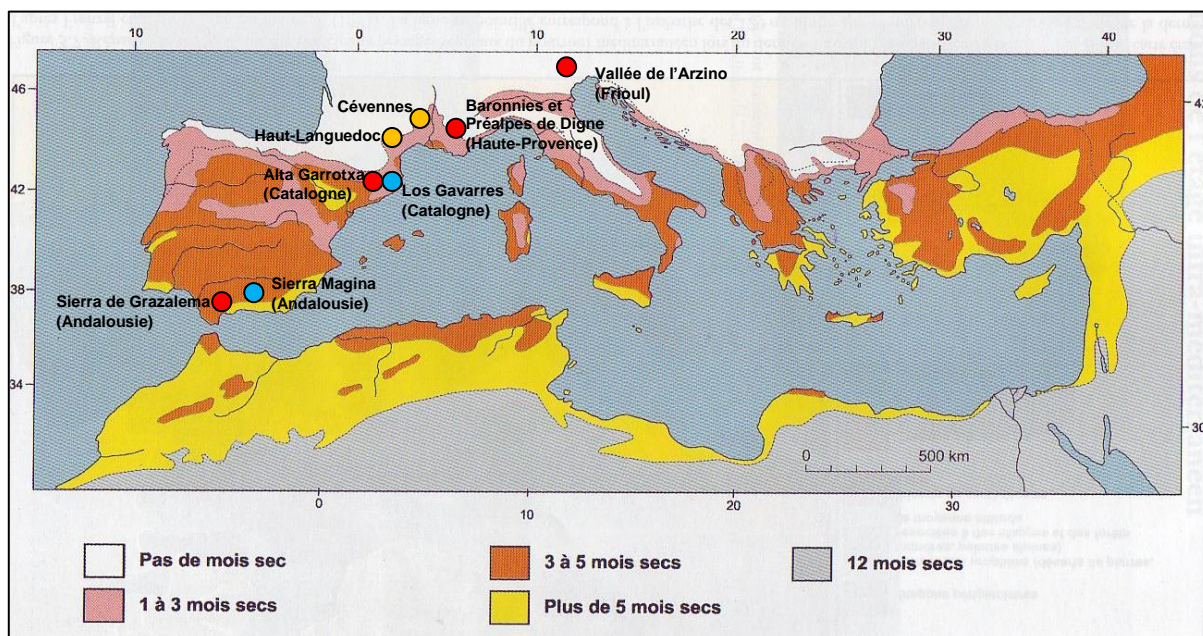 10
0
10
20
30
40
46
42
38
34
42
30
Vallée de l’Arzino
(Frioul)
Cévennes
Baronnies et
Préalpes de Digne
(Haute-Provence)
Haut-Languedoc
Alta Garrotxa
(Catalogne)
Los Gavarres
(Catalogne)
Sierra Magina
(Andalousie)
Sierra de Grazalema
(Andalousie)
0 500 km
0
10
20
30
Pas de mois sec
3 à 5 mois secs
12 mois secs
1 à 3 mois secs
Plus de 5 mois secs